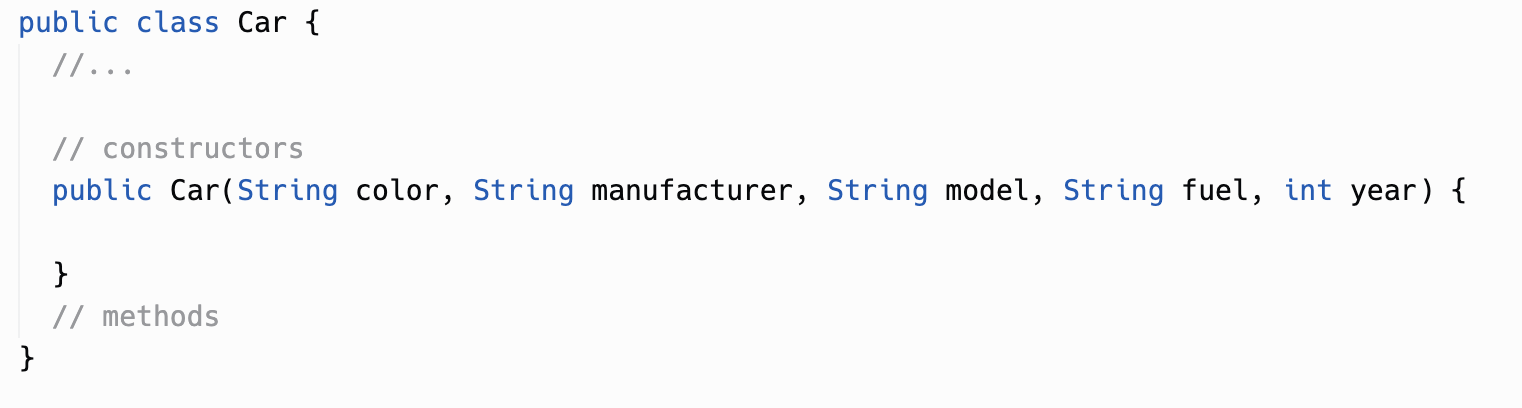 public class Car {
//...
// constructors
public Car(String color, String manufacturer, String model, String fuel, int year) {
}
// methods
}